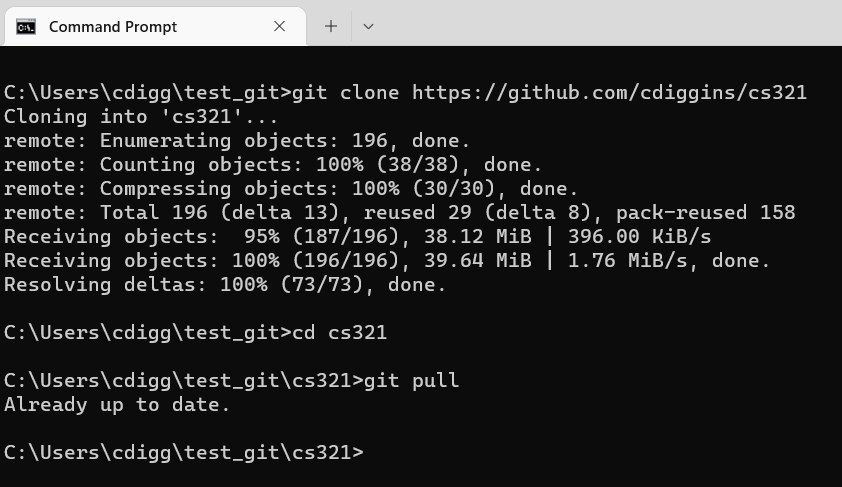 Command Prompt
C:\Users\cdigg\test_git>git clone https://github.com/cdiggins/cs321
Cloning into 'cs321'...
remote: Enumerating objects: 196, done.
remote: Counting objects: 100% (38/38), done.
remote: Compressing objects: 100% (30/30), done.
remote: Total 196 (delta 13), reused 29 (delta 8), pack-reused 158
Receiving objects:  95% (187/196), 38.12 MiB | 396.00 KiB/s
Receiving objects: 100% (196/196), 39.64 MiB | 1.76 MiB/s, done.
Resolving deltas: 100% (73/73), done.
C:\Users\cdigg\test_git>cd cs321
C:\Users\cdigg\test_git\cs321>git pull
Already up to date.
C:\Users\cdigg\test_git\cs321>